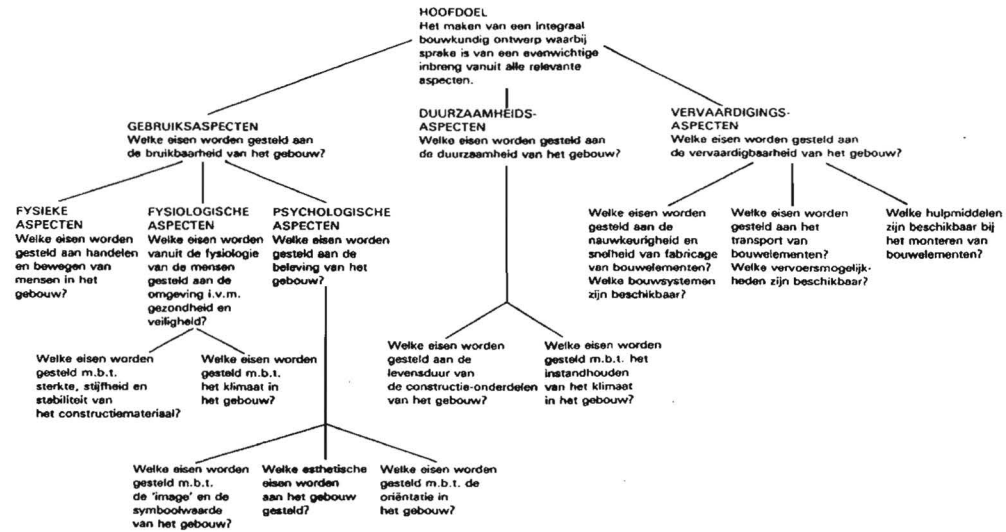 HOOFDOEL
Het maken van een integraal
bouwkundig ontwerp waarbij
sprake is van een evenwichtige
inbreng vanuit alle relevante
aspecten.
GEBRUIKSASPECTEN
Welke eisen worden gesteld aan
de bruikbaarheid van het gebouw?
DUURZAAMHEIDS-
ASPECTEN
Welke eisen worden gesteld aan
de duurzaamheid van het gebouw?
VERVAARDIGINGS-
ASPECTEN
Welke eisen worden gesteld aan
de vervaardigbaarheid van het gebouw?
FYSIEKE
ASPECTEN
Welke eisen worden
gesteld aan handelen
en bewegen van
mensen in het
gebouw?
FYSIOLOGISCHE
ASPECTEN
Welke eisen worden
vanuit de fysiologie
van de mensen
gesteld aan de
omgeving i.v.m.
gezondheid en
veiligheid?
PSYCHOLOGISCHE
ASPECTEN
Welke eisen worden
gesteld aan de
beleving van het
gebouw?
Welke eisen worden
gesteld aan de
nauwkeurigheid en
snelheid van fabricage
van bouwelementen?
Welke bouwsystemen
zijn beschikbaar?
Welke eisen worden
gesteld aan het
transport van
bouwelementen?
Welke vervoersmogelijk-
heden zijn beschikbaar?
Welke hulpmiddelen
zijn beschikbaar bij
het monteren van
bouwelementen?
Welke eisen worden
gesteld m.b.t.
sterkte, stijfheid en
stabiliteit van
het constructiemateriaal?
Welke eisen worden
gesteld m.b.t.
het klimaat in
het gebouw?
Welke eisen worden
gesteld aan de
levensduur van
de constructie-onderdelen
van het gebouw?
Welke eisen worden
gesteld m.b.t. het
instandhouden
van het klimaat
in het gebouw?
Welke eisen worden
gesteld m.b.t.
de 'image' en de
symboolwaarde
van het gebouw?
Welke esthetische
eisen worden
aan het gebouw
gesteld?
Welke eisen worden
gesteld m.b.t. de
oriëntatie in
het gebouw?